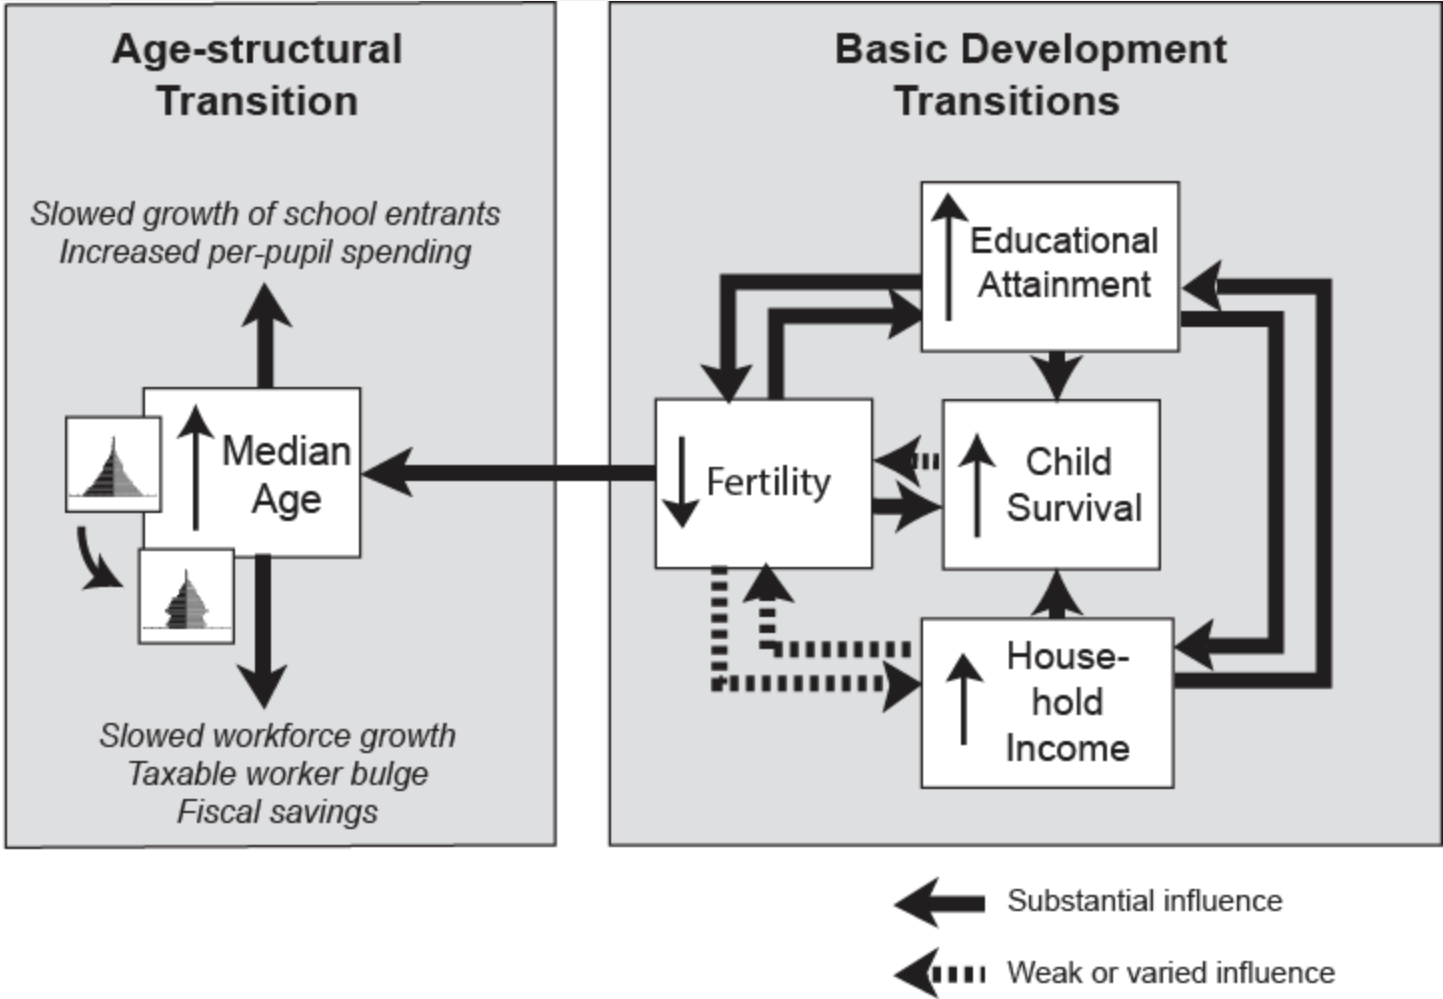 Age-structural
Transition
Slowed growth of school entrants
Increased per-pupil spending
Median
Age
Slowed workforce growth
Taxable worker bulge
Fiscal savings
Basic Development
Transitions
Educational
Attainment
Fertility
Child
Survival
House-
hold
Income
Substantial influence
Weak or varied influence